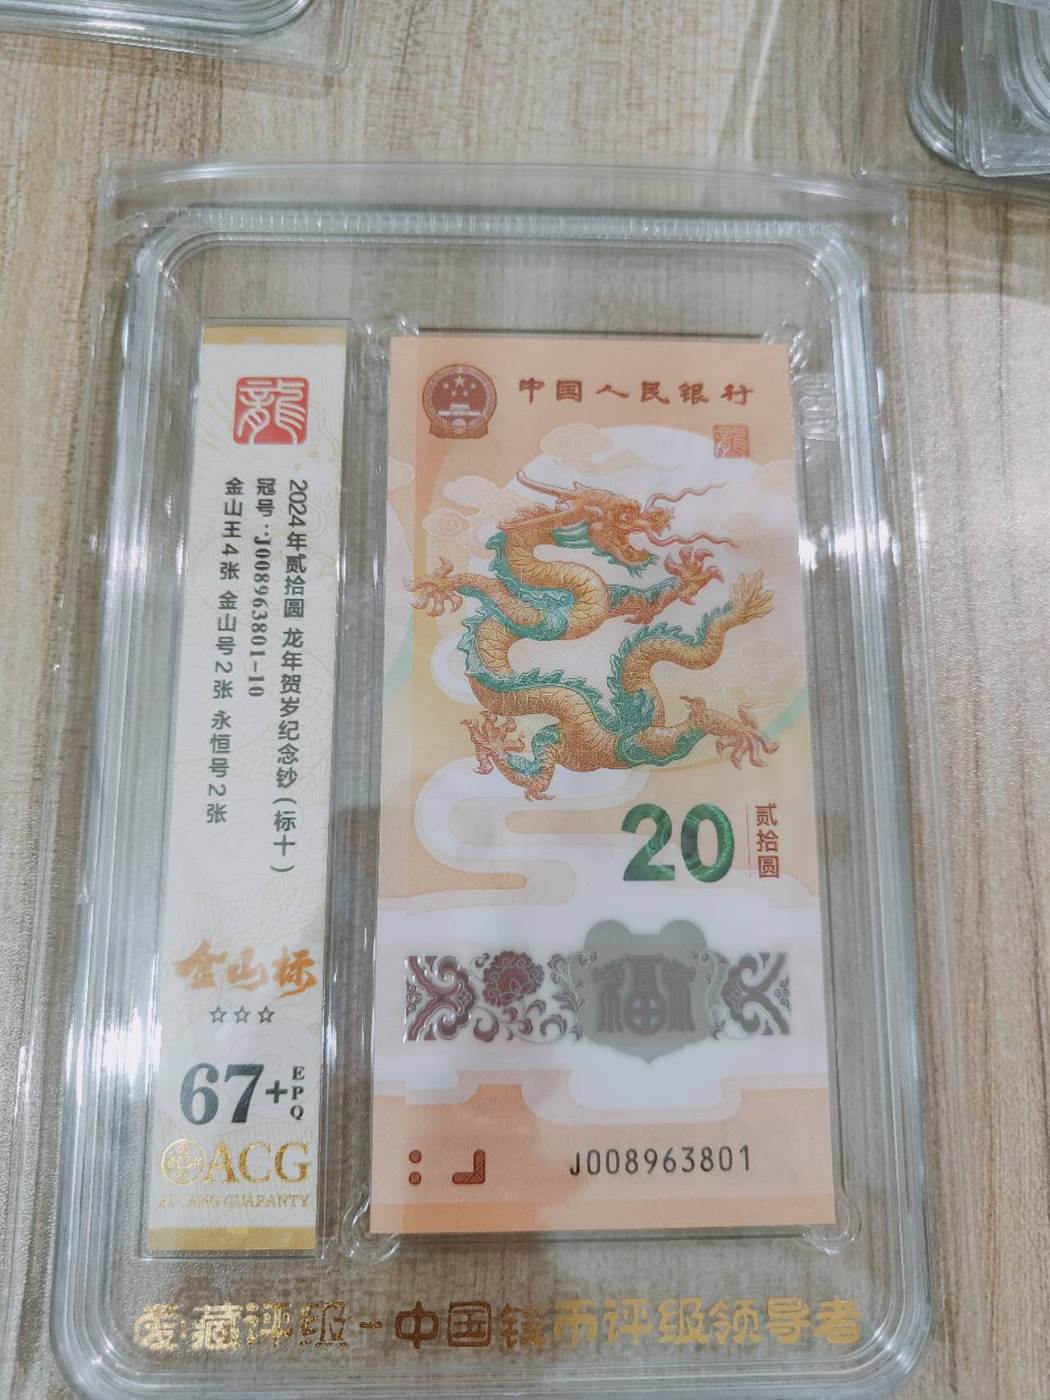 龍
2024年贰拾圆 龙年贺岁纪念钞(标十)
冠号:J008963801-10
金山王4张 金山号2张 永恒号2张
金山标
☆☆☆
67+EPQ
ACG
AI CANG GUARANTY
中国人民银行
龍
20
贰拾圆
福
J008963801
爱藏评级-中国钱币评级领导者